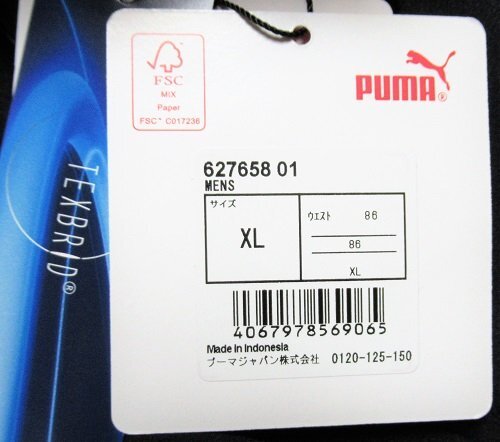 FSC
MIX
Paper
FSC™ C017236
PUMA®
TEXBRID®
627658 01
MENS
サイズ
XL
ウエスト 86
86
XL
4067978569065
Made in Indonesia
プーマジャパン株式会社 0120-125-150